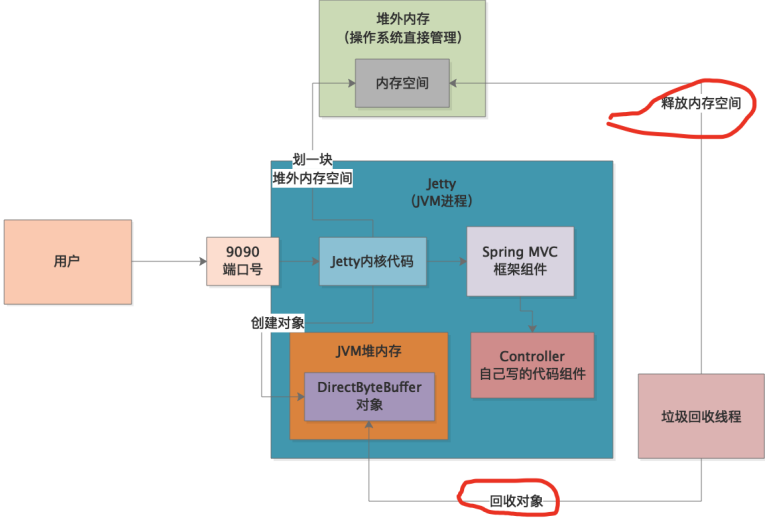 堆外内存
（操作系统直接管理）
内存空间
释放内存空间
划一块
堆外内存空间
Jetty
（JVM进程）
用户
9090
端口号
Jetty内核代码
Spring MVC
框架组件
创建对象
JVM堆内存
DirectByteBuffer
对象
Controller
自己写的代码组件
垃圾回收线程
回收对象